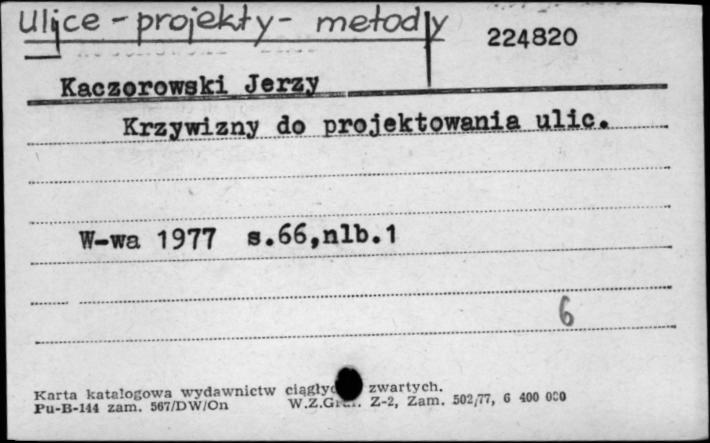 Ulice - projekty - metody
224820
Kaczorowski Jerzy
Krzywizny do projektowania ulic.
W-wa 1977 s.66,nlb.1
6
Karta katalogowa wydawnictw zwartych.
Pu-B-144 zam. 567/DW/On Z-2, Zam. 502/77, 6 400 000